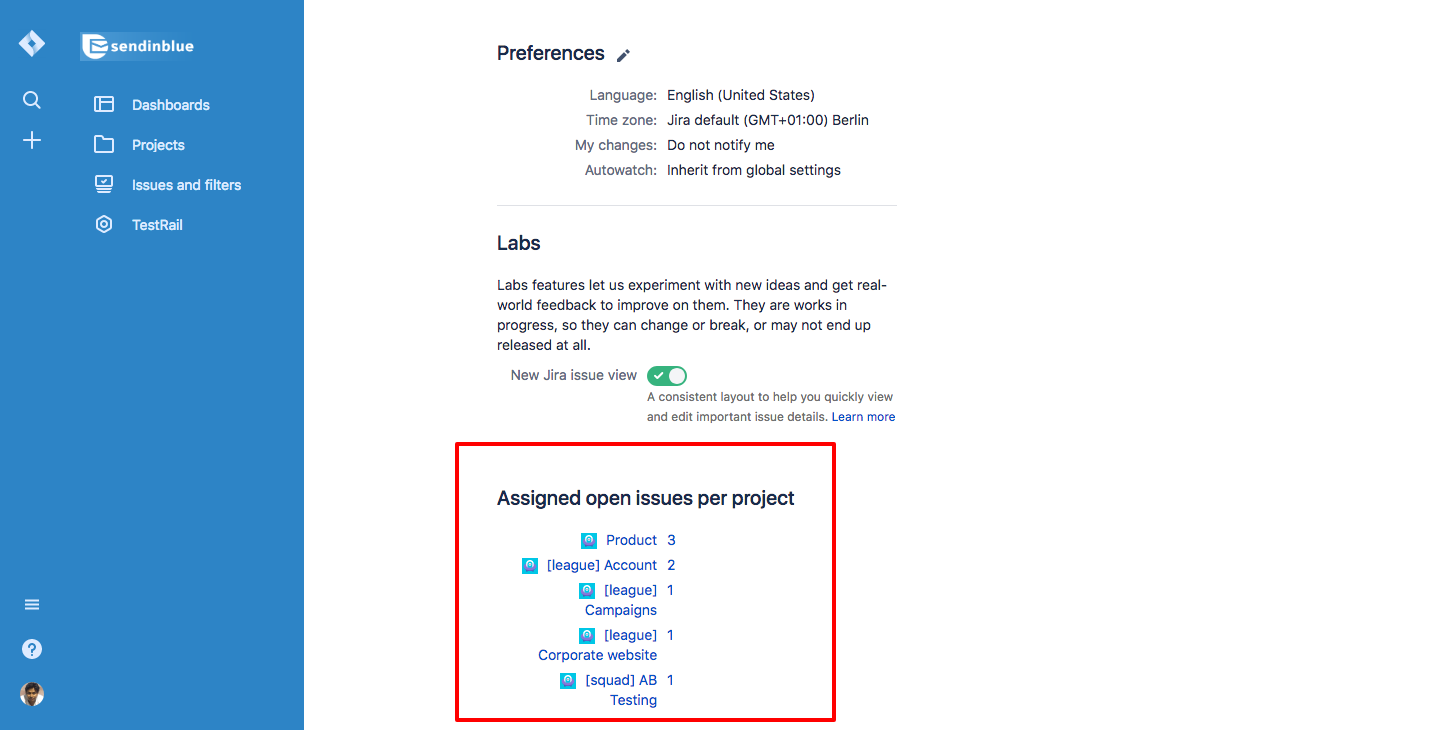 sendinblue
Dashboards
Projects
Issues and filters
TestRail
Preferences
Language: English (United States)
Time zone: Jira default (GMT+01:00) Berlin
My changes: Do not notify me
Autowatch: Inherit from global settings
Labs
Labs features let us experiment with new ideas and get real-
world feedback to improve on them. They are works in
progress, so they can change or break, or may not end up
released at all.
New Jira issue view
A consistent layout to help you quickly view
and edit important issue details. Learn more
Assigned open issues per project
Product 3
[league] Account 2
[league] 1
Campaigns
[league] 1
Corporate website
[squad] AB 1
Testing